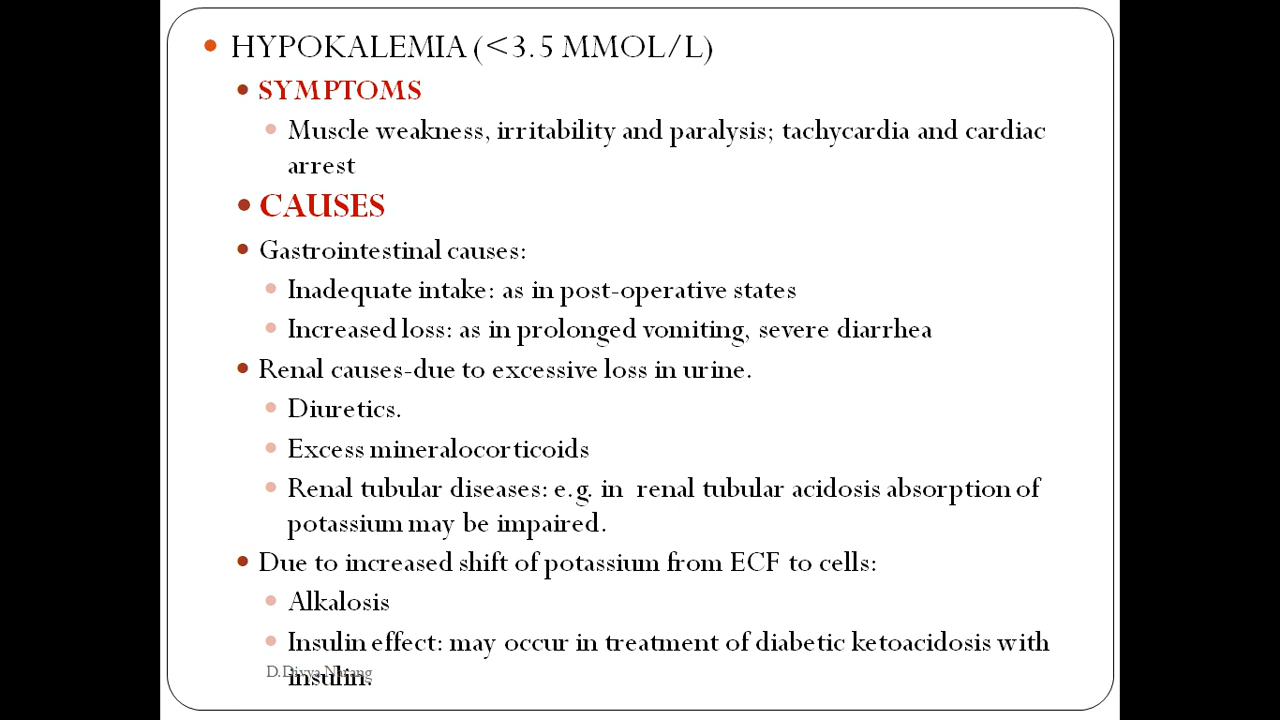 HYPOKALEMIA (<3.5 MMOL/L)
SYMPTOMS
Muscle weakness, irritability and paralysis; tachycardia and cardiac
arrest
CAUSES
Gastrointestinal causes:
Inadequate intake: as in post-operative states
Increased loss: as in prolonged vomiting, severe diarrhea
Renal causes-due to excessive loss in urine.
Diuretics.
Excess mineralocorticoids
Renal tubular diseases: e.g. in renal tubular acidosis absorption of
potassium may be impaired.
Due to increased shift of potassium from ECF to cells:
Alkalosis
Insulin effect: may occur in treatment of diabetic ketoacidosis with
insulin.
D.Divya Narang